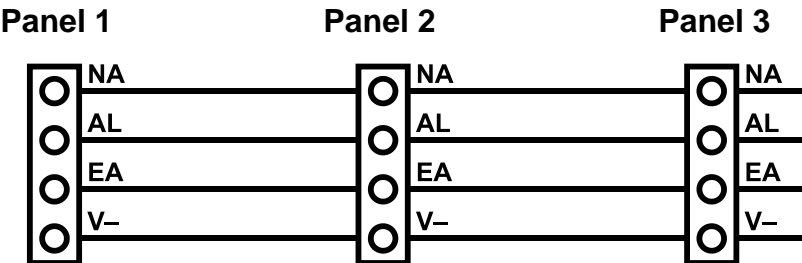 Panel 1 Panel 2 Panel 3
NA NA NA
AL AL AL
EA EA EA
V– V– V–